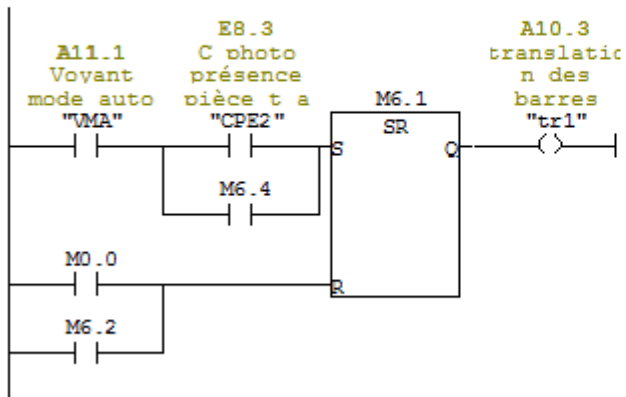 E8.3
A10.3
A11.1
C photo
translatio
Voyant
présence
n des
mode auto
pièce t a
M6.1
barres
"VMA"
"CPE2"
SR
"tr1"
S
Q
M6.4
M0.0
R
M6.2